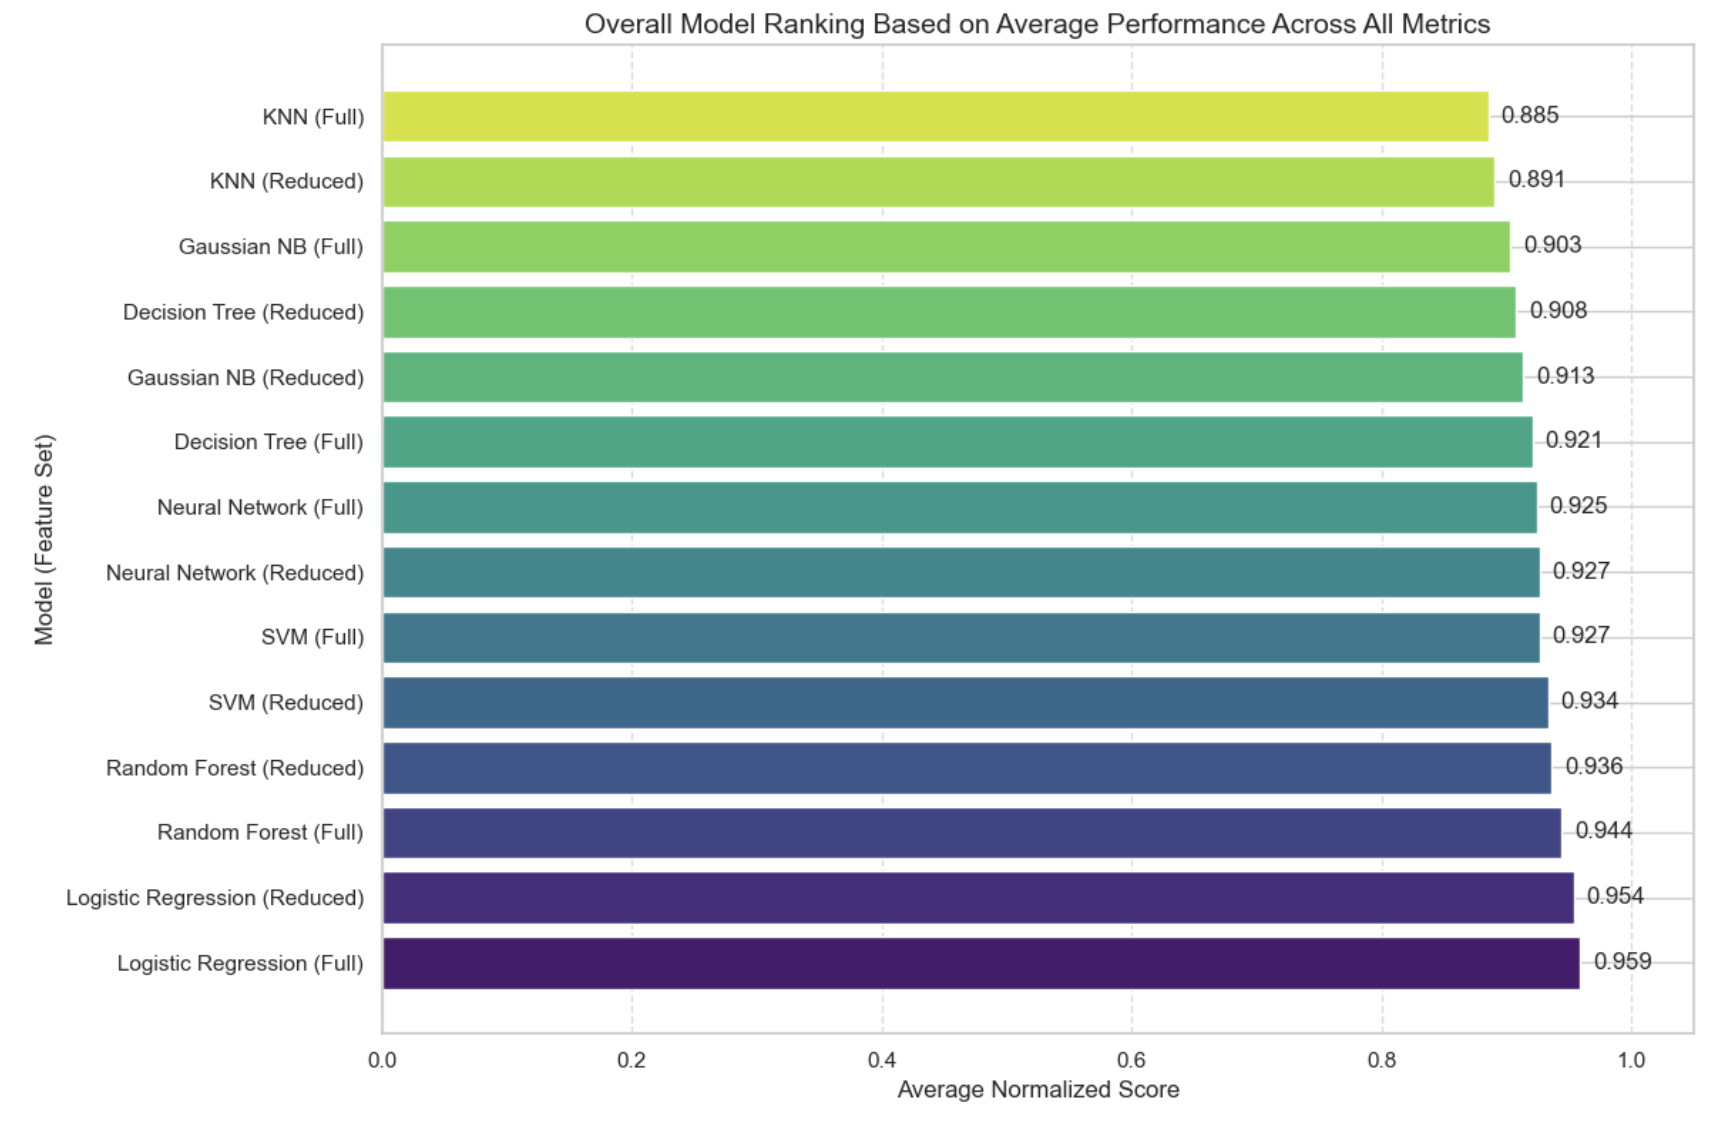 Overall Model Ranking Based on Average Performance Across All Metrics
KNN (Full) 0.885
KNN (Reduced) 0.891
Gaussian NB (Full) 0.903
Decision Tree (Reduced) 0.908
Gaussian NB (Reduced) 0.913
Decision Tree (Full) 0.921
Neural Network (Full) 0.925
Neural Network (Reduced) 0.927
SVM (Full) 0.927
SVM (Reduced) 0.934
Random Forest (Reduced) 0.936
Random Forest (Full) 0.944
Logistic Regression (Reduced) 0.954
Logistic Regression (Full) 0.959
Model (Feature Set)
0.0 0.2 0.4 0.6 0.8 1.0
Average Normalized Score